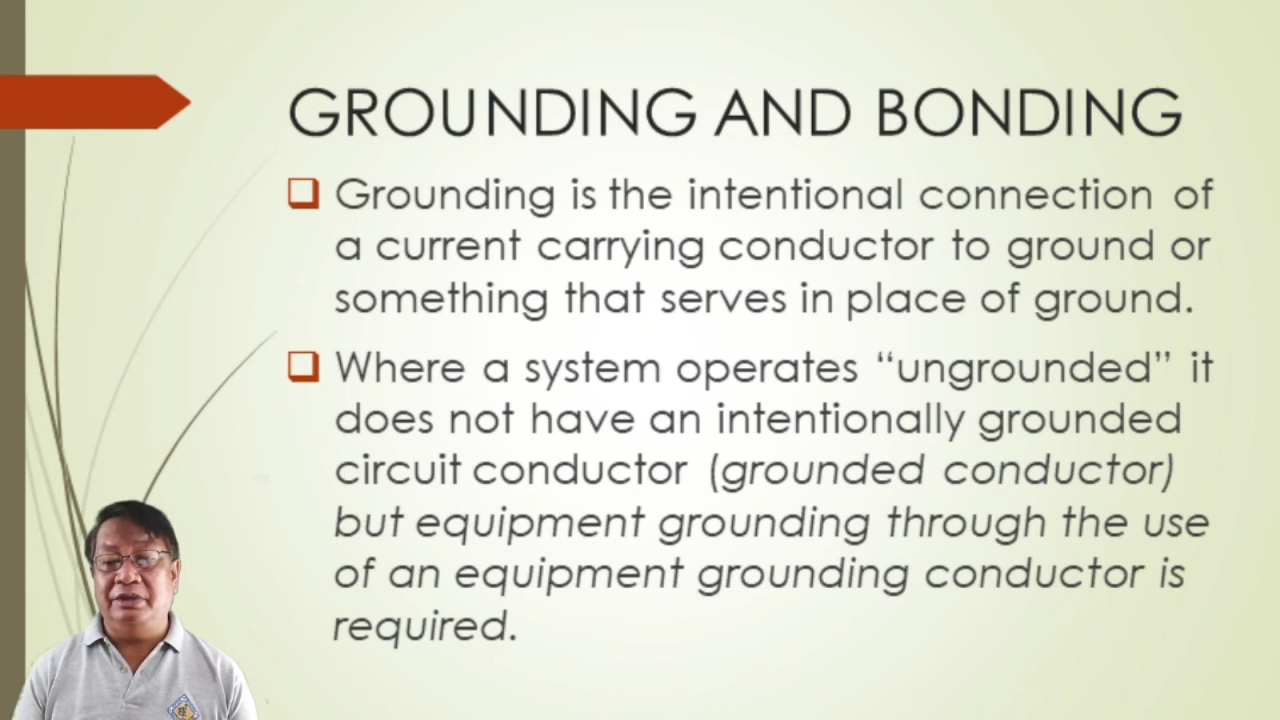 GROUNDING AND BONDING
Grounding is the intentional connection of
a current carrying conductor to ground or
something that serves in place of ground.
Where a system operates “ungrounded” it
does not have an intentionally grounded
circuit conductor (grounded conductor)
but equipment grounding through the use
of an equipment grounding conductor is
required.